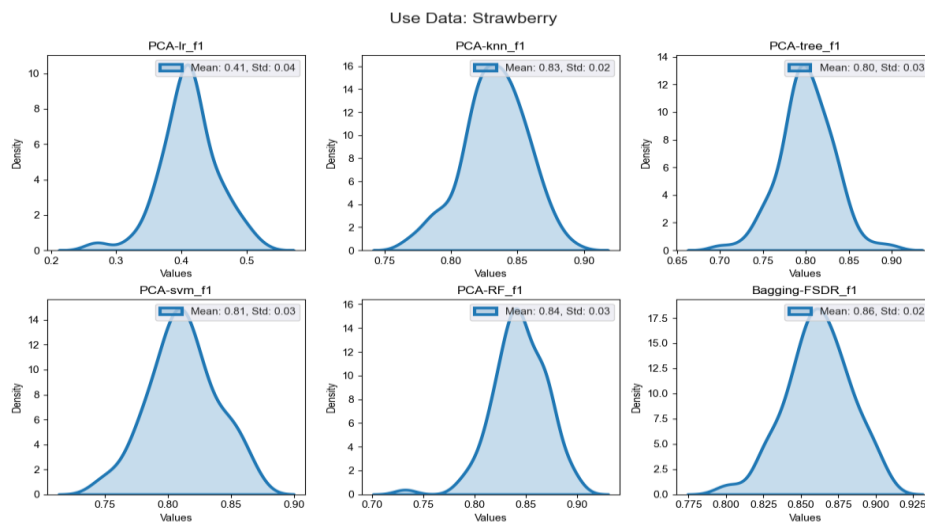 Use Data: Strawberry
PCA-lr_f1
Mean: 0.41, Std: 0.04
Density
10
8
6
4
2
0
0.2 0.3 0.4 0.5
Values
PCA-knn_f1
Mean: 0.83, Std: 0.02
Density
16
14
12
10
8
6
4
2
0
0.75 0.80 0.85 0.90
Values
PCA-tree_f1
Mean: 0.80, Std: 0.03
Density
14
12
10
8
6
4
2
0
0.65 0.70 0.75 0.80 0.85 0.90
Values
PCA-svm_f1
Mean: 0.81, Std: 0.03
Density
14
12
10
8
6
4
2
0
0.75 0.80 0.85 0.90
Values
PCA-RF_f1
Mean: 0.84, Std: 0.03
Density
16
14
12
10
8
6
4
2
0
0.70 0.75 0.80 0.85 0.90
Values
Bagging-FSDR_f1
Mean: 0.86, Std: 0.02
Density
17.5
15.0
12.5
10.0
7.5
5.0
2.5
0.0
0.775 0.800 0.825 0.850 0.875 0.900 0.925
Values